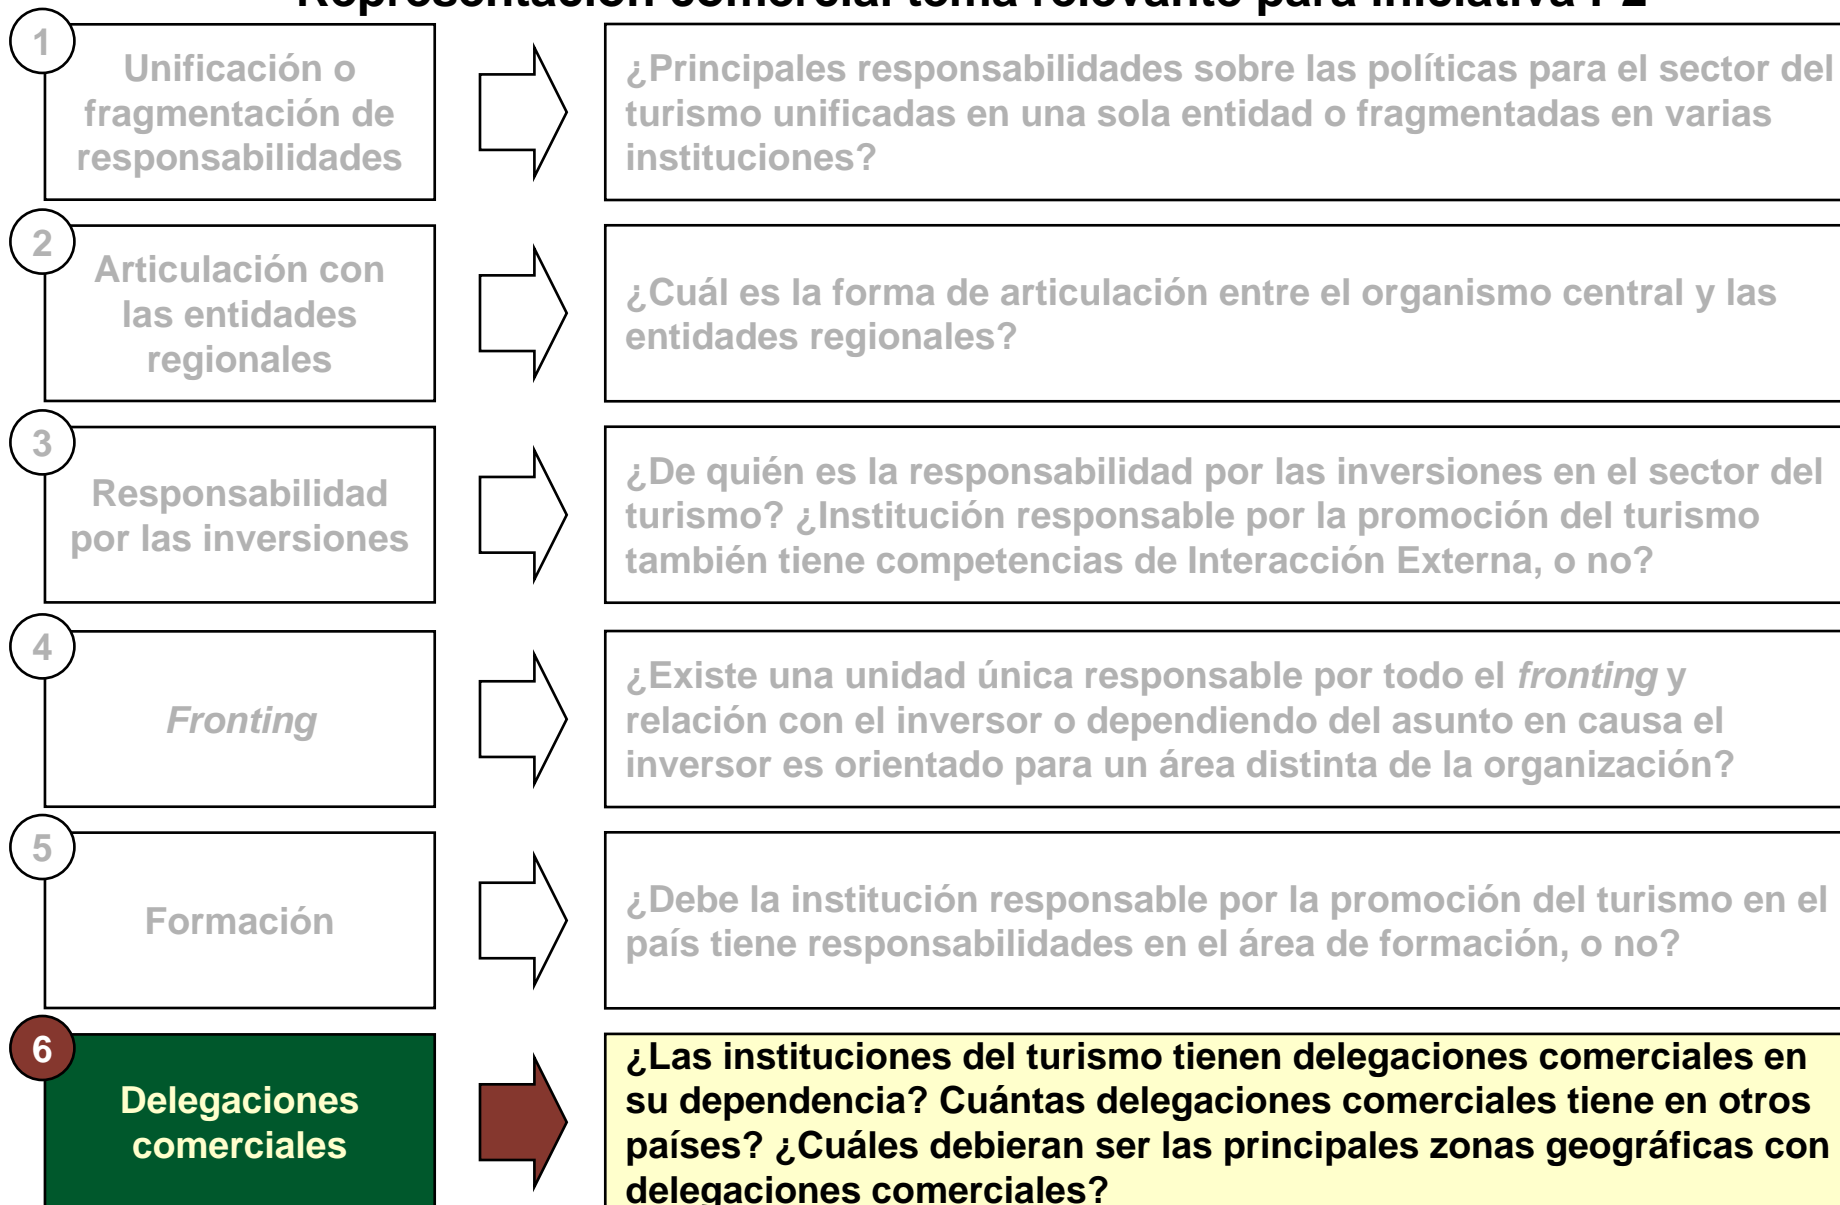 Representación comercial tema relevante para iniciativa F2
1
Unificación o
fragmentación de
responsabilidades
¿Principales responsabilidades sobre las políticas para el sector del
turismo unificadas en una sola entidad o fragmentadas en varias
instituciones?
2
Articulación con
las entidades
regionales
¿Cuál es la forma de articulación entre el organismo central y las
entidades regionales?
3
Responsabilidad
por las inversiones
¿De quién es la responsabilidad por las inversiones en el sector del
turismo? ¿Institución responsable por la promoción del turismo
también tiene competencias de Interacción Externa, o no?
4
Fronting
¿Existe una unidad única responsable por todo el fronting y
relación con el inversor o dependiendo del asunto en causa el
inversor es orientado para un área distinta de la organización?
5
Formación
¿Debe la institución responsable por la promoción del turismo en el
país tiene responsabilidades en el área de formación, o no?
6
Delegaciones
comerciales
¿Las instituciones del turismo tienen delegaciones comerciales en
su dependencia? Cuántas delegaciones comerciales tiene en otros
países? ¿Cuáles debieran ser las principales zonas geográficas con
delegaciones comerciales?